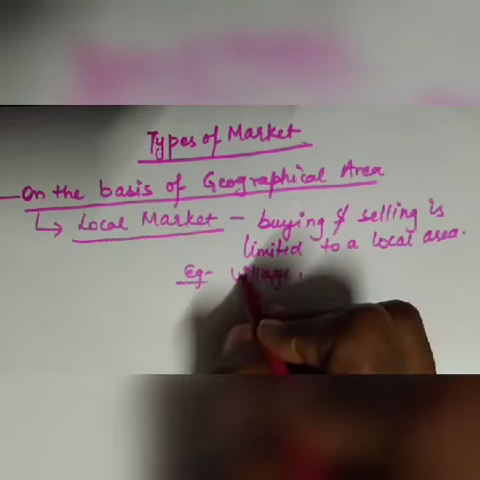 Types of Market
On the basis of Geographical Area
↳ Local Market - buying & selling is
limited to a local area.
Eg- Village,